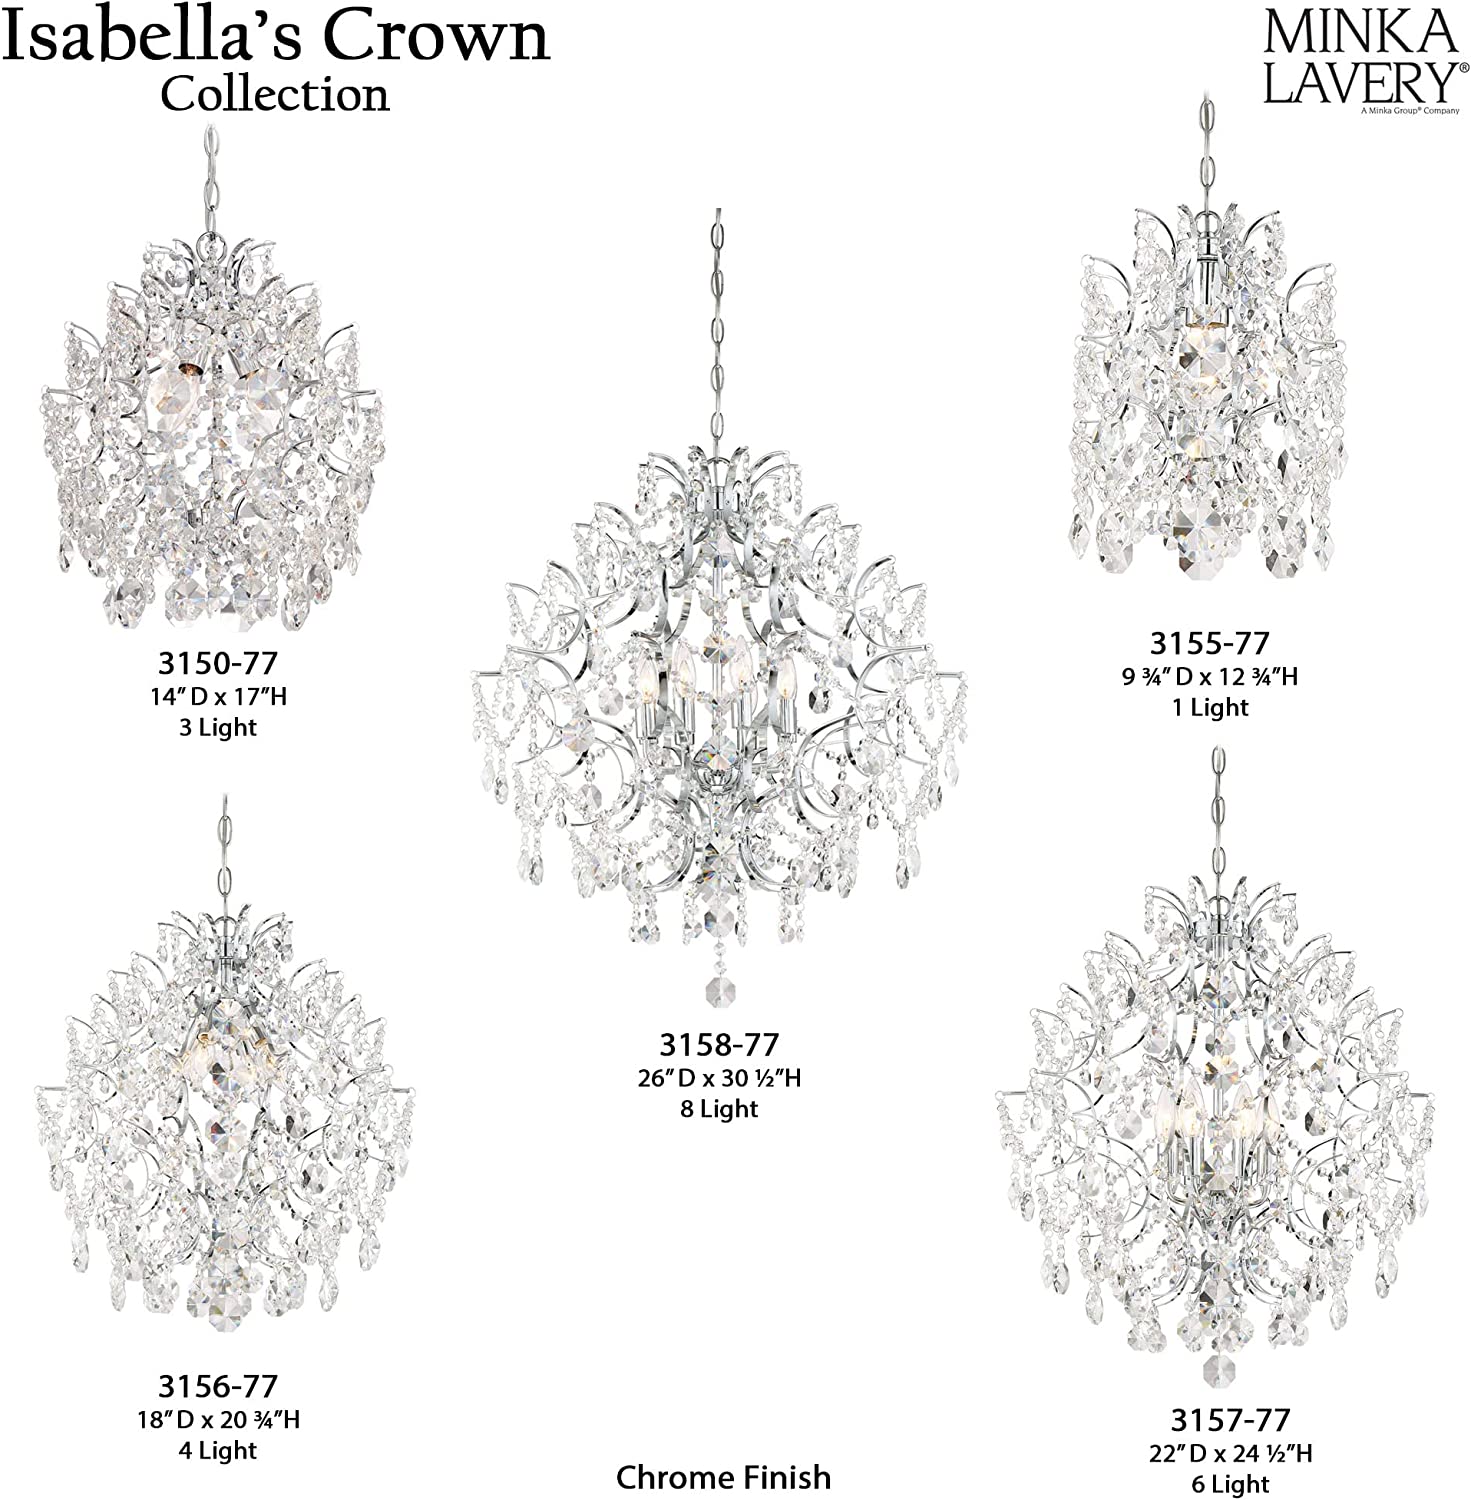 Isabella's Crown
Collection
MINKA
LAVERY®
A Minka Group® Company
3150-77
14" D x 17"H
3 Light
3155-77
9 ¾" D x 12 ¾"H
1 Light
3158-77
26" D x 30 ½"H
8 Light
3156-77
18" D x 20 ¾"H
4 Light
3157-77
22" D x 24 ½"H
6 Light
Chrome Finish